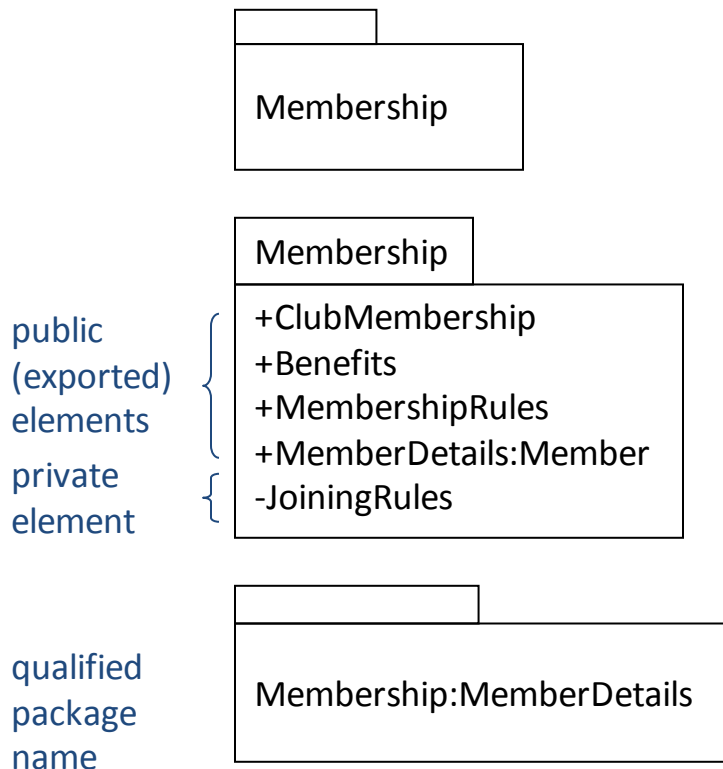 Membership
Membership
public
(exported)
elements
private
element
+ClubMembership
+Benefits
+MembershipRules
+MemberDetails:Member
-JoiningRules
qualified
package
name
Membership:MemberDetails